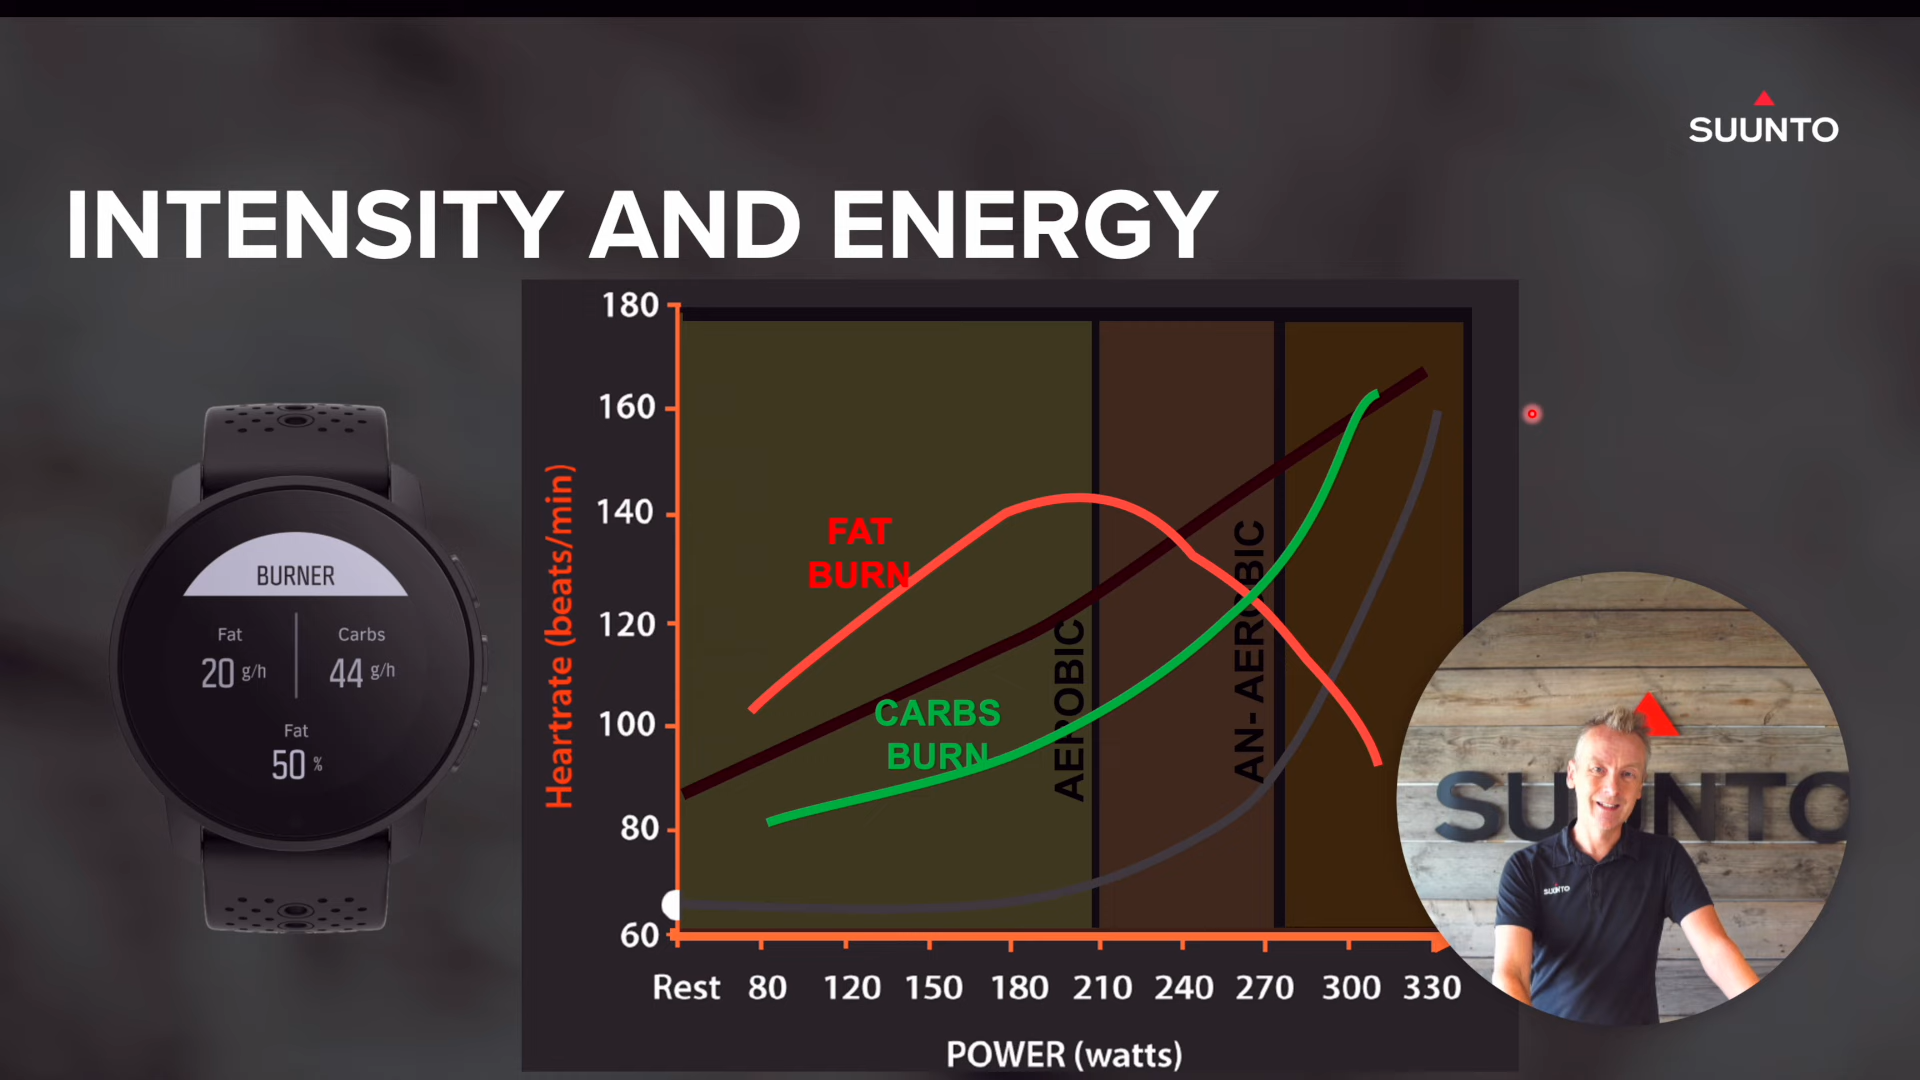 SUUNTO
INTENSITY AND ENERGY
180
160
140
120
100
80
60
Heartrate (beats/min)
FAT
BURN
CARBS
BURN
AEROBIC
AN- AEROBIC
Rest 80 120 150 180 210 240 270 300 330
POWER (watts)
BURNER
Fat Carbs
20 g/h 44 g/h
Fat
50 %
SUUNTO
SUUNTO